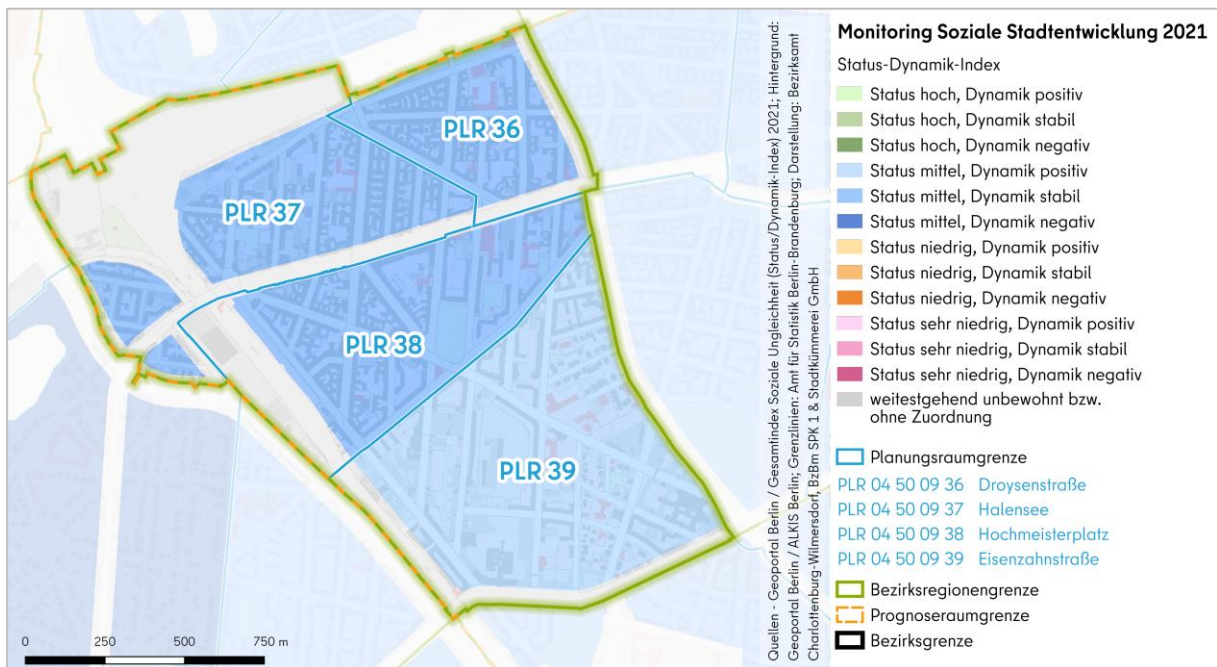 PLR 36
PLR 37
PLR 38
PLR 39
0 250 500 750 m
Quellen - Geoportal Berlin / Gesamtindex Soziale Ungleichheit (Status/Dynamik-Index) 2021; Hintergrund:
Geoportal Berlin / ALKIS Berlin; Grenzlinien: Amt für Statistik Berlin-Brandenburg; Darstellung: Bezirksamt
Charlottenburg-Wilmersdorf, BzBm SPK 1 & Stadtkümmerei GmbH
Monitoring Soziale Stadtentwicklung 2021
Status-Dynamik-Index
Status hoch, Dynamik positiv
Status hoch, Dynamik stabil
Status hoch, Dynamik negativ
Status mittel, Dynamik positiv
Status mittel, Dynamik stabil
Status mittel, Dynamik negativ
Status niedrig, Dynamik positiv
Status niedrig, Dynamik stabil
Status niedrig, Dynamik negativ
Status sehr niedrig, Dynamik positiv
Status sehr niedrig, Dynamik stabil
Status sehr niedrig, Dynamik negativ
weitestgehend unbewohnt bzw.
ohne Zuordnung
Planungsraumgrenze
PLR 04 50 09 36 Droysenstraße
PLR 04 50 09 37 Halensee
PLR 04 50 09 38 Hochmeisterplatz
PLR 04 50 09 39 Eisenzahnstraße
Bezirksregionengrenze
Prognoseraumgrenze
Bezirksgrenze